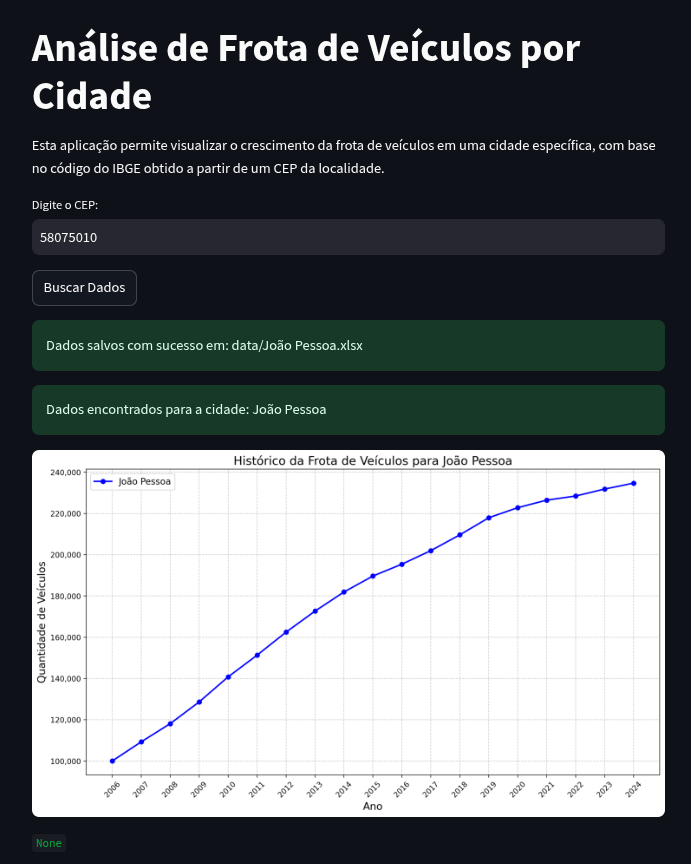 Análise de Frota de Veículos por
Cidade
Esta aplicação permite visualizar o crescimento da frota de veículos em uma cidade específica, com base
no código do IBGE obtido a partir de um CEP da localidade.
Digite o CEP:
58075010
Buscar Dados
Dados salvos com sucesso em: data/João Pessoa.xlsx
Dados encontrados para a cidade: João Pessoa
Histórico da Frota de Veículos para João Pessoa
João Pessoa
Quantidade de Veículos
240,000
220,000
200,000
180,000
160,000
140,000
120,000
100,000
2006 2007 2008 2009 2010 2011 2012 2013 2014 2015 2016 2017 2018 2019 2020 2021 2022 2023 2024
Ano
None